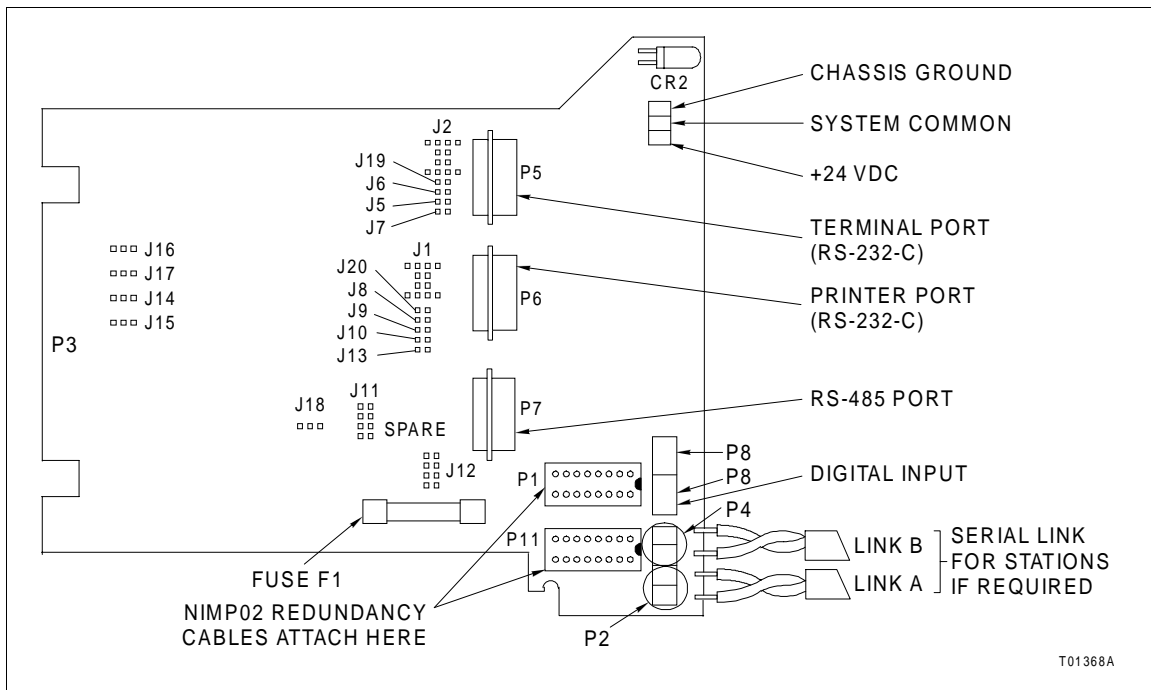 CR2
CHASSIS GROUND
SYSTEM COMMON
+24 VDC
J2
J19
J6
J5
J7
P5
TERMINAL PORT
(RS-232-C)
J16
J17
J14
J15
J1
J20
J8
J9
J10
J13
P6
PRINTER PORT
(RS-232-C)
P3
J18
J11
SPARE
J12
P7
RS-485 PORT
P8
P8
DIGITAL INPUT
P1
P4
P11
LINK B
LINK A
SERIAL LINK
FOR STATIONS
IF REQUIRED
FUSE F1
NIMP02 REDUNDANCY
CABLES ATTACH HERE
P2
T01368A